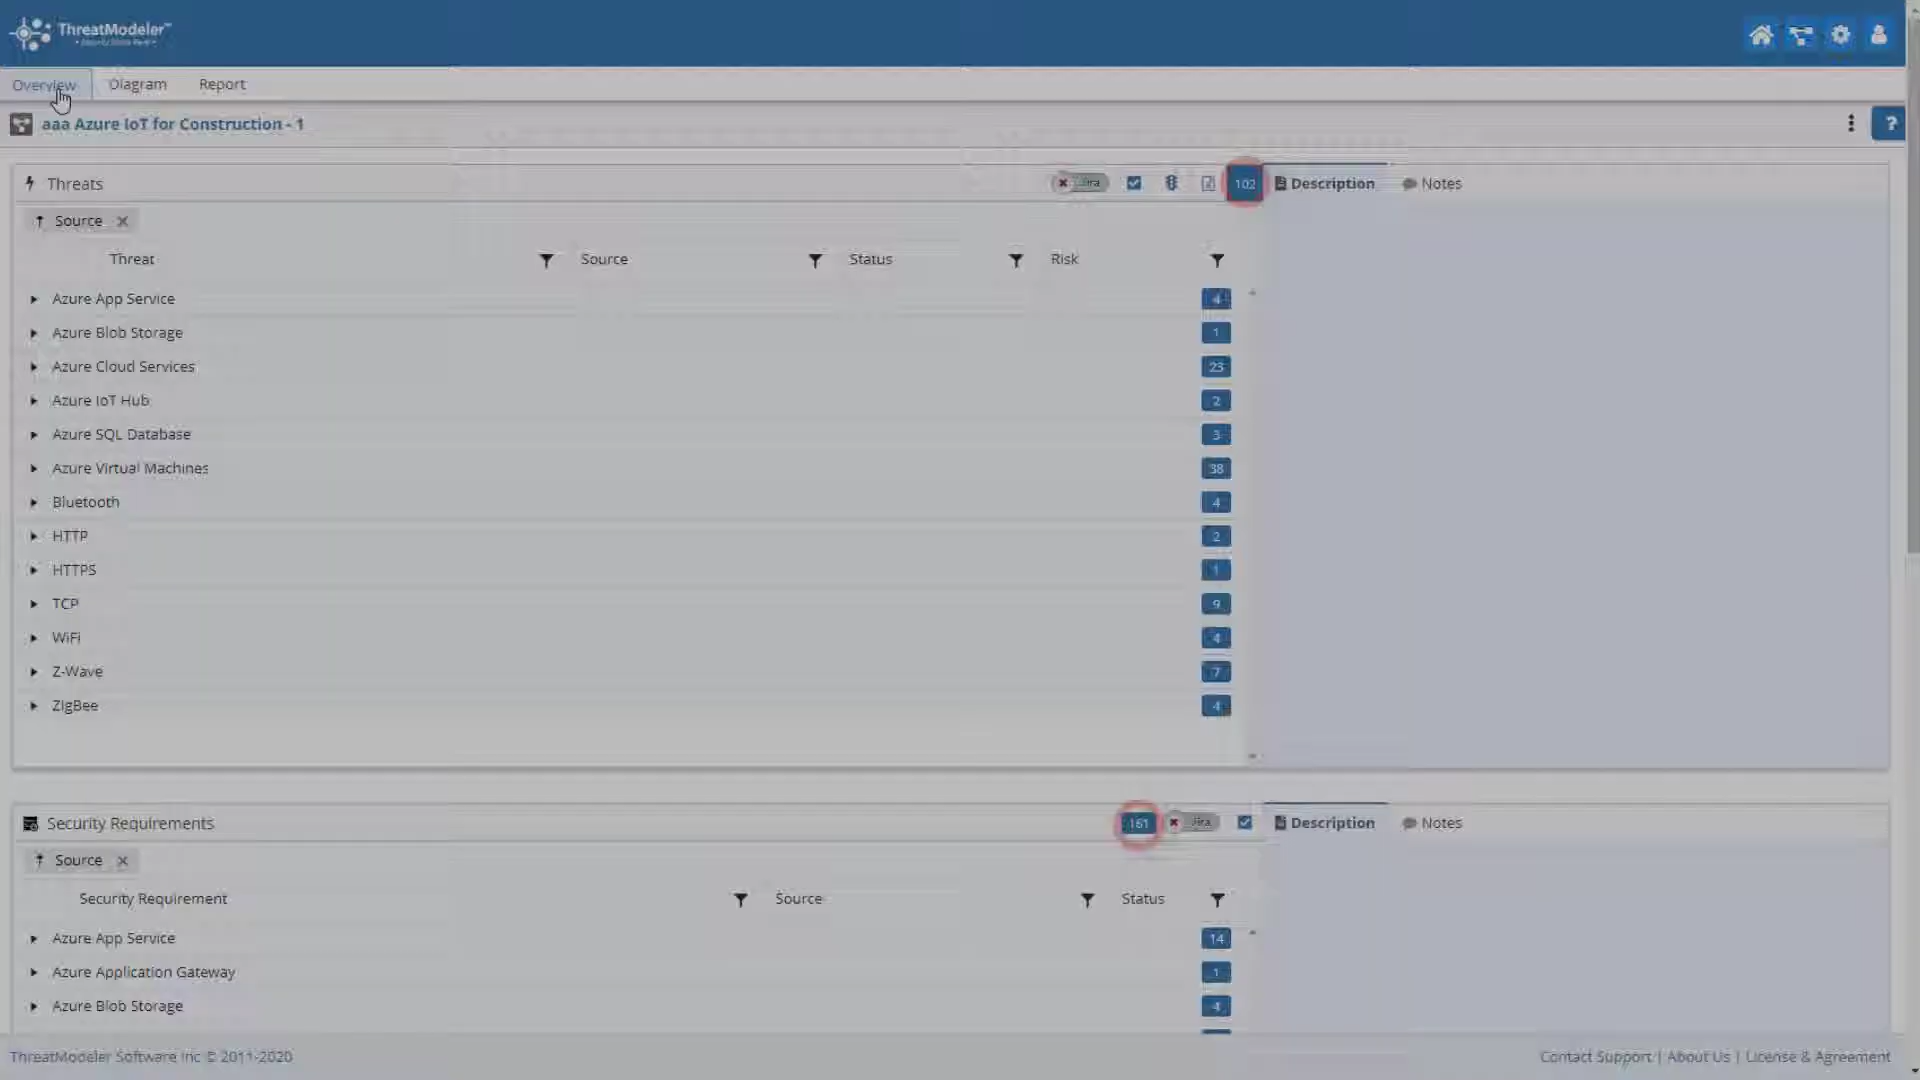 ThreatModeler™
Overview Diagram Report
aaa Azure IoT for Construction - 1
?
Threats Jira 102 Description Notes
Source
Threat Source Status Risk
Azure App Service 4
Azure Blob Storage 1
Azure Cloud Services 23
Azure IoT Hub 2
Azure SQL Database 3
Azure Virtual Machines 38
Bluetooth 4
HTTP 2
HTTPS 1
TCP 9
WiFi 4
Z-Wave 7
ZigBee 4
Security Requirements 161 Jira Description Notes
Source
Security Requirement Source Status
Azure App Service 14
Azure Application Gateway 1
Azure Blob Storage 4
ThreatModeler Software Inc © 2011-2020 Contact Support | About Us | License & Agreement